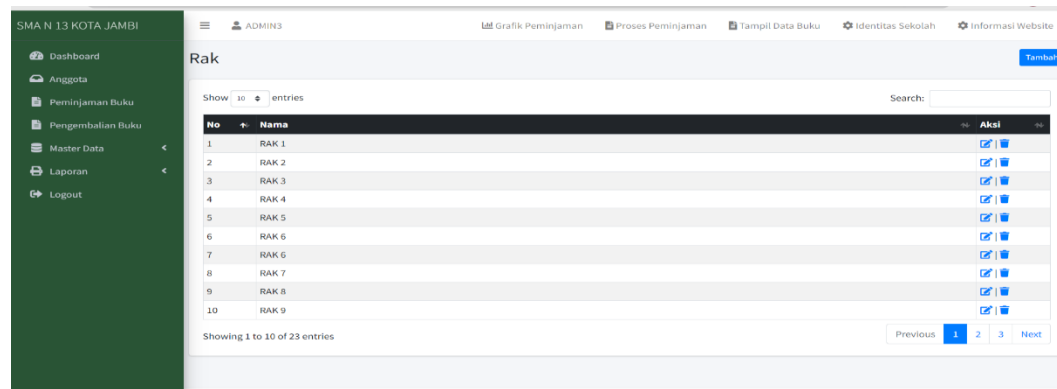 SMA N 13 KOTA JAMBI
ADMIN3
Grafik Peminjaman
Proses Peminjaman
Tampil Data Buku
Identitas Sekolah
Informasi Website
Dashboard
Anggota
Peminjaman Buku
Pengembalian Buku
Master Data
Laporan
Logout
Rak
Tambah
Show 10 entries
Search:
No Nama Aksi
1 RAK 1
2 RAK 2
3 RAK 3
4 RAK 4
5 RAK 5
6 RAK 6
7 RAK 6
8 RAK 7
9 RAK 8
10 RAK 9
Showing 1 to 10 of 23 entries
Previous 1 2 3 Next